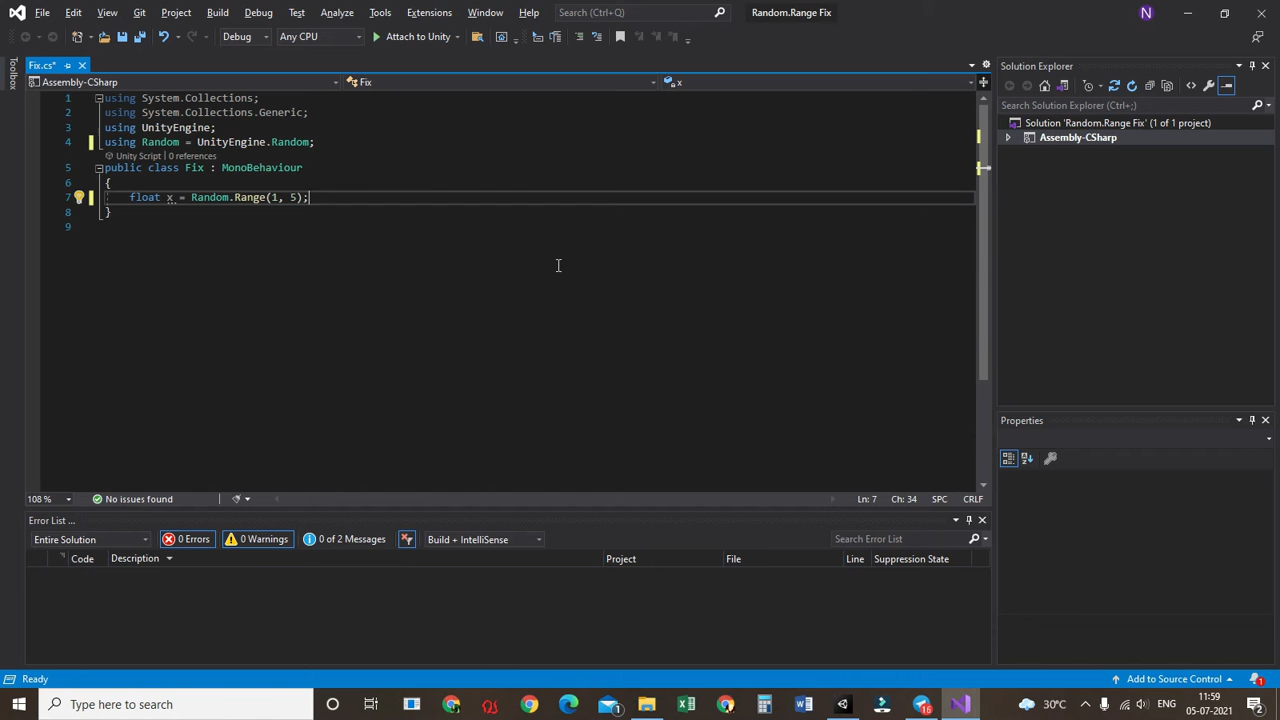 File Edit View Git Project Build Debug Test Analyze Tools Extensions Window Help Search (Ctrl+Q) Random.Range Fix N
Debug Any CPU Attach to Unity
Toolbox
Fix.cs*
Assembly-CSharp Fix x
1 using System.Collections;
2 using System.Collections.Generic;
3 using UnityEngine;
4 using Random = UnityEngine.Random;
Unity Script | 0 references
5 public class Fix : MonoBehaviour
6 {
7 float x = Random.Range(1, 5);
8 }
9
108 % No issues found Ln: 7 Ch: 34 SPC CRLF
Solution Explorer
Search Solution Explorer (Ctrl+;)
Solution 'Random.Range Fix' (1 of 1 project)
Assembly-CSharp
Properties
Error List ...
Entire Solution 0 Errors 0 Warnings 0 of 2 Messages Build + IntelliSense Search Error List
Code Description Project File Line Suppression State
Ready Add to Source Control 1
Type here to search 1 16 30°C ENG 11:59
05-07-2021